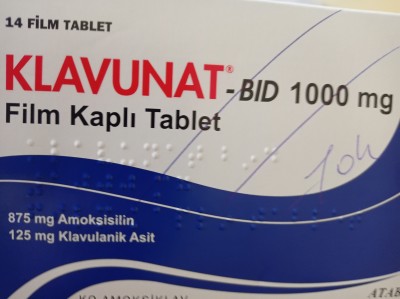 14 FİLM TABLET
KLAVUNAT®-BID 1000 mg
Film Kaplı Tablet
875 mg Amoksisilin
125 mg Klavulanik Asit